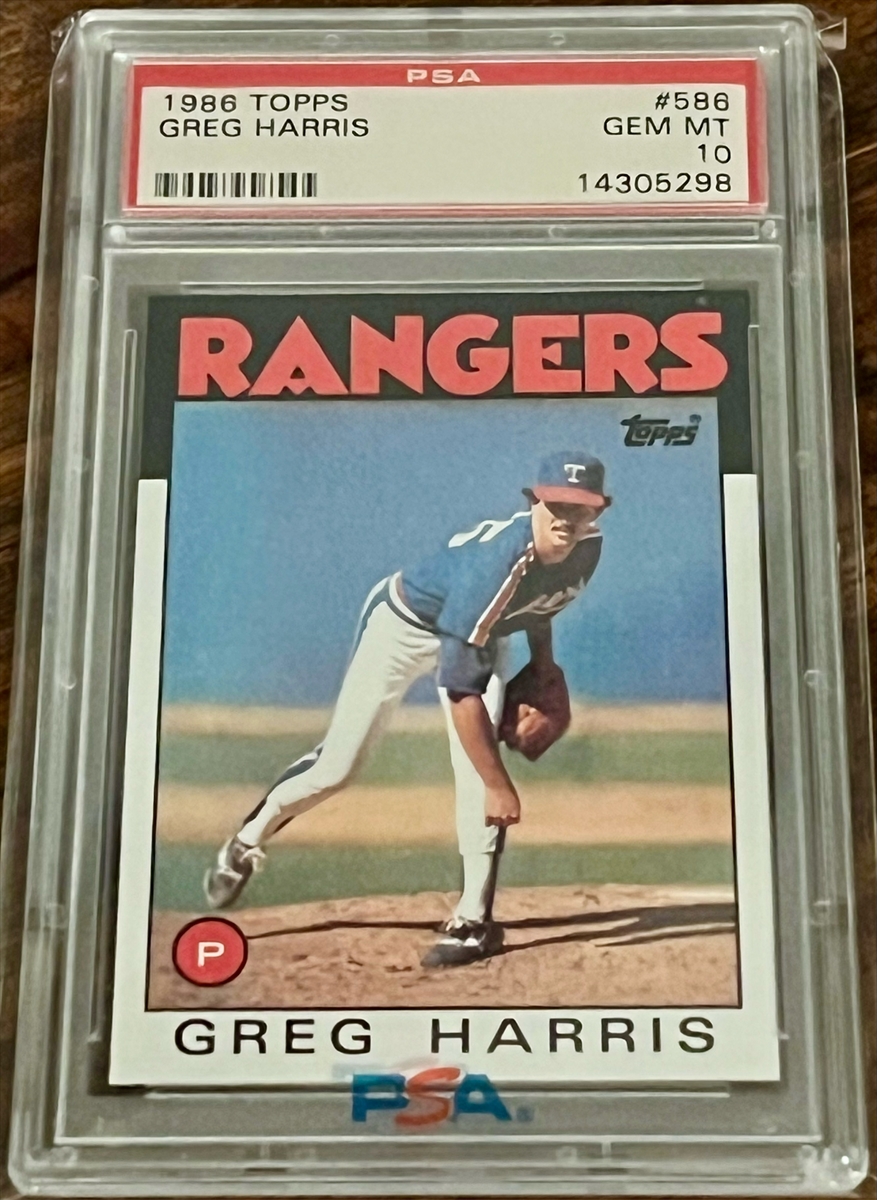 PSA
1986 TOPPS #586
GREG HARRIS GEM MT
10
14305298
RANGERS
topps
T
P
GREG HARRIS
PSA